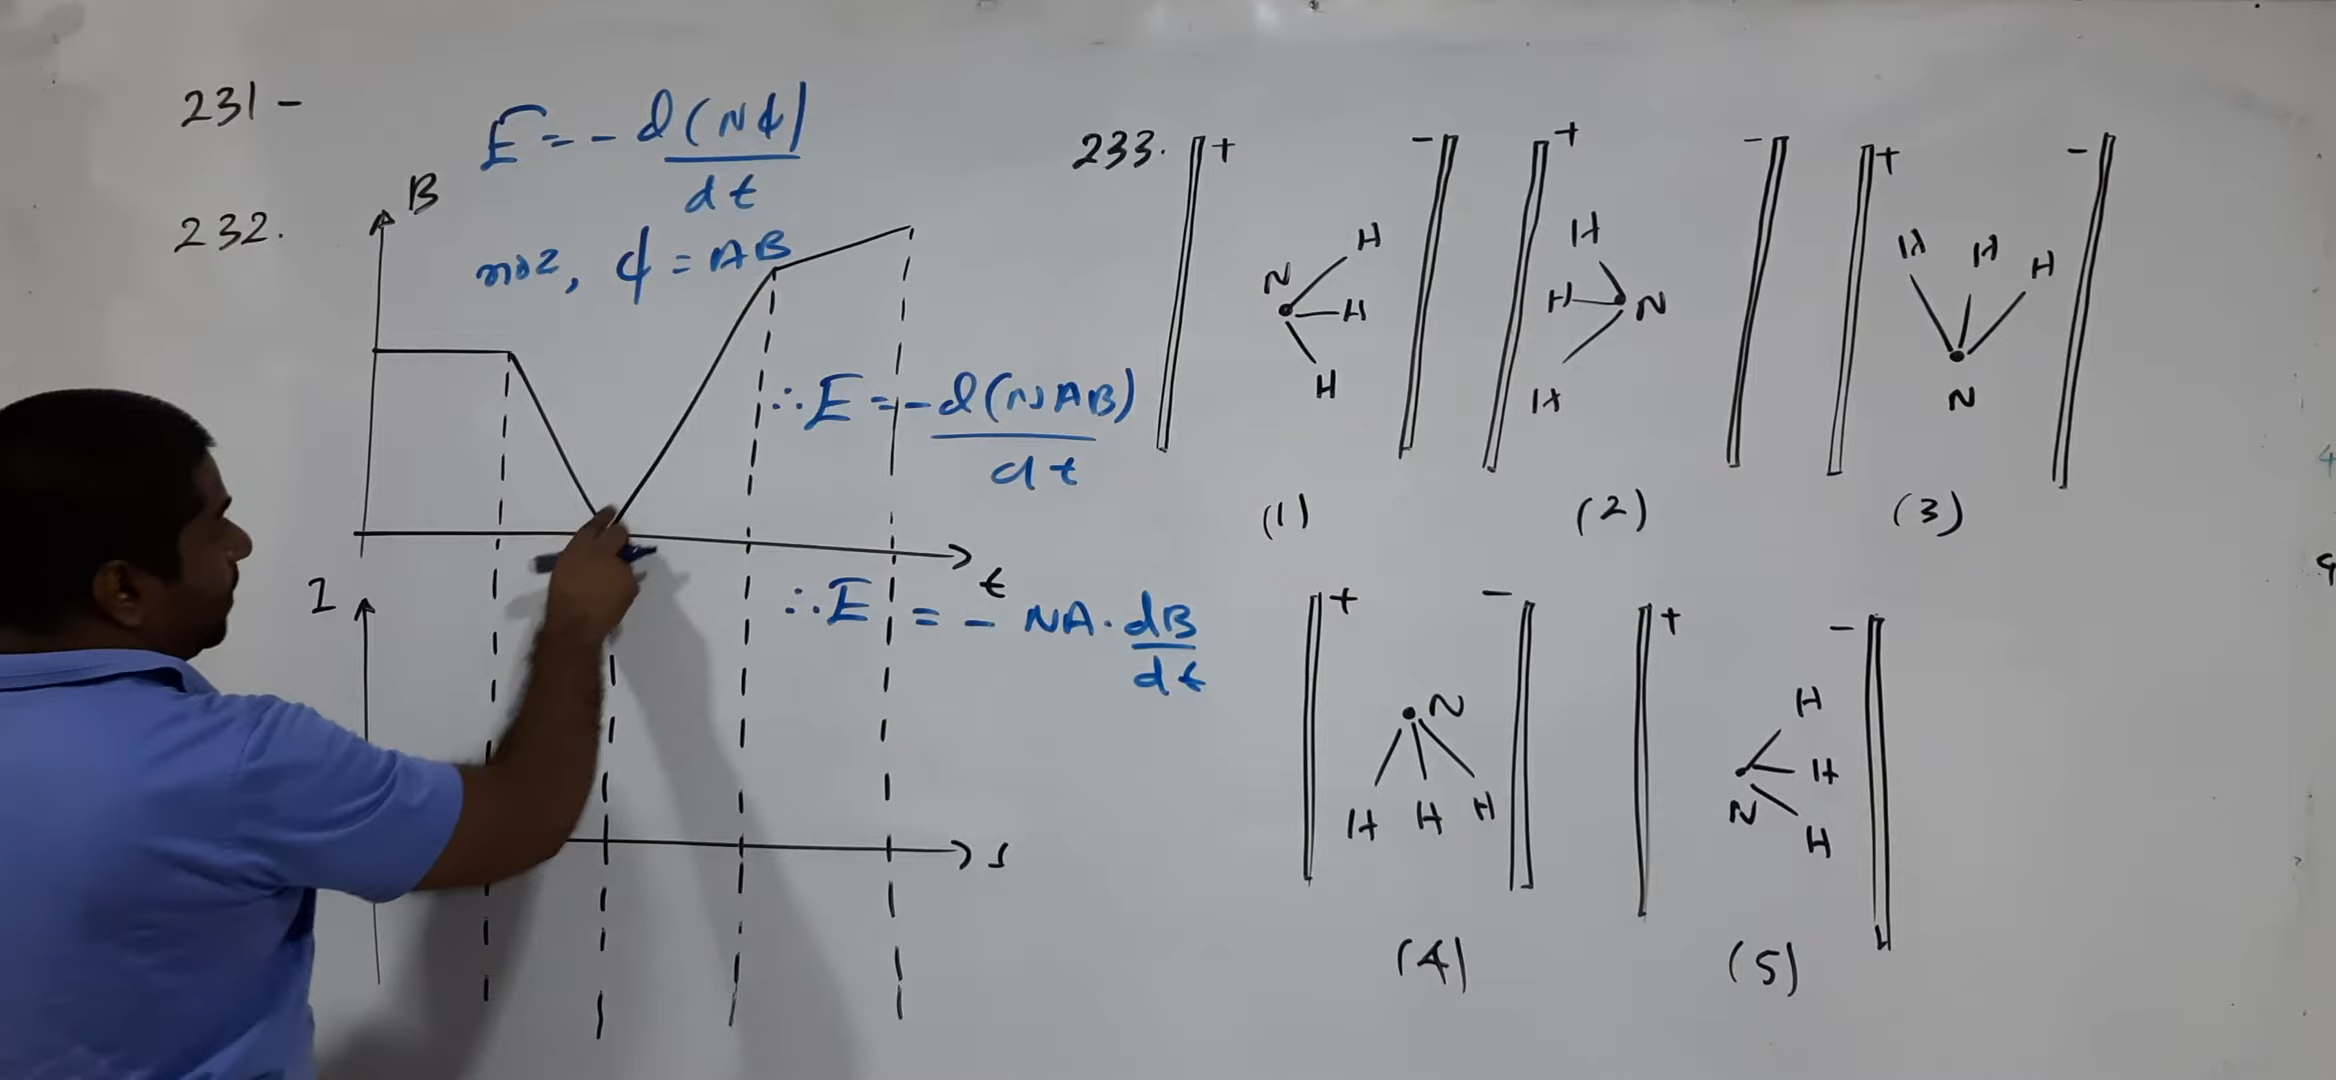 231 -
E = - d(Nϕ)
dt
232.
B
ϕ = AB
∴ E = - d(NAB)
dt
t
I
∴ E = - NA . dB
dt
233.
+ -
+ -
+ -
N H H H
H H H N
H H H N
(1) (2) (3)
+ -
+ -
N H H H
H H N H
(4) (5)